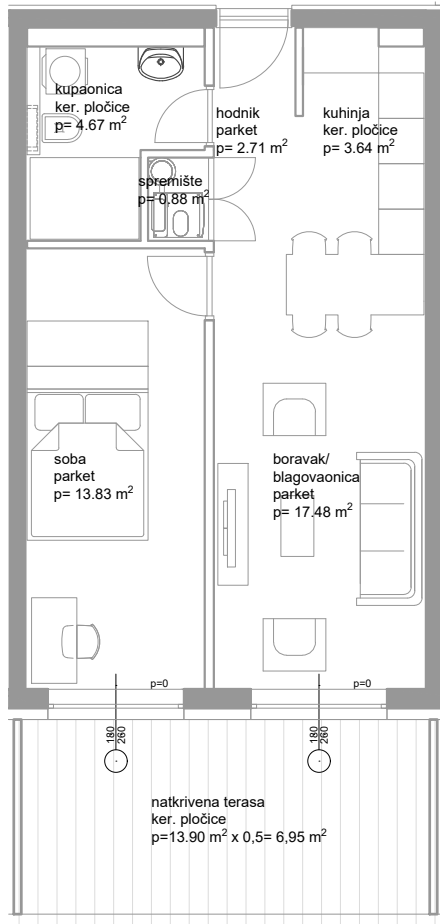 kupaonica
ker. pločice
p= 4.67 m²
hodnik
parket
p= 2.71 m²
kuhinja
ker. pločice
p= 3.64 m²
spremište
p= 0.88 m²
soba
parket
p= 13.83 m²
boravak/
blagovaonica
parket
p= 17.48 m²
p=0
p=0
180
260
180
260
natkrivena terasa
ker. pločice
p=13.90 m² x 0,5= 6,95 m²